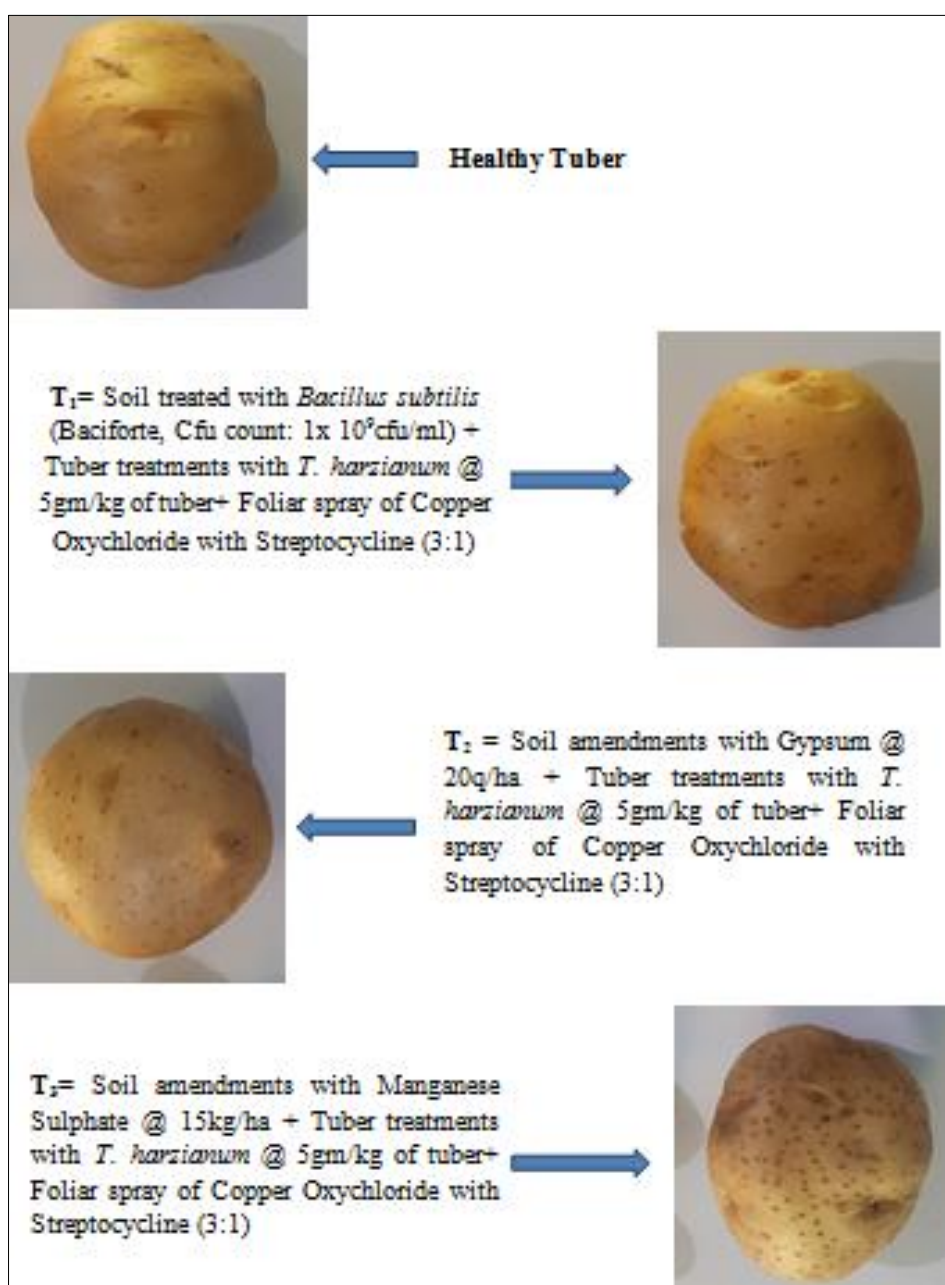 Healthy Tuber
T₁= Soil treated with Bacillus subtilis
(Baciforte, Cfu count: 1x 10⁹cfu/ml) +
Tuber treatments with T. harzianum @
5gm/kg of tuber+ Foliar spray of Copper
Oxychloride with Streptocycline (3:1)
T₂ = Soil amendments with Gypsum @
20q/ha + Tuber treatments with T.
harzianum @ 5gm/kg of tuber+ Foliar
spray of Copper Oxychloride with
Streptocycline (3:1)
T₃= Soil amendments with Manganese
Sulphate @ 15kg/ha + Tuber treatments
with T. harzianum @ 5gm/kg of tuber+
Foliar spray of Copper Oxychloride with
Streptocycline (3:1)